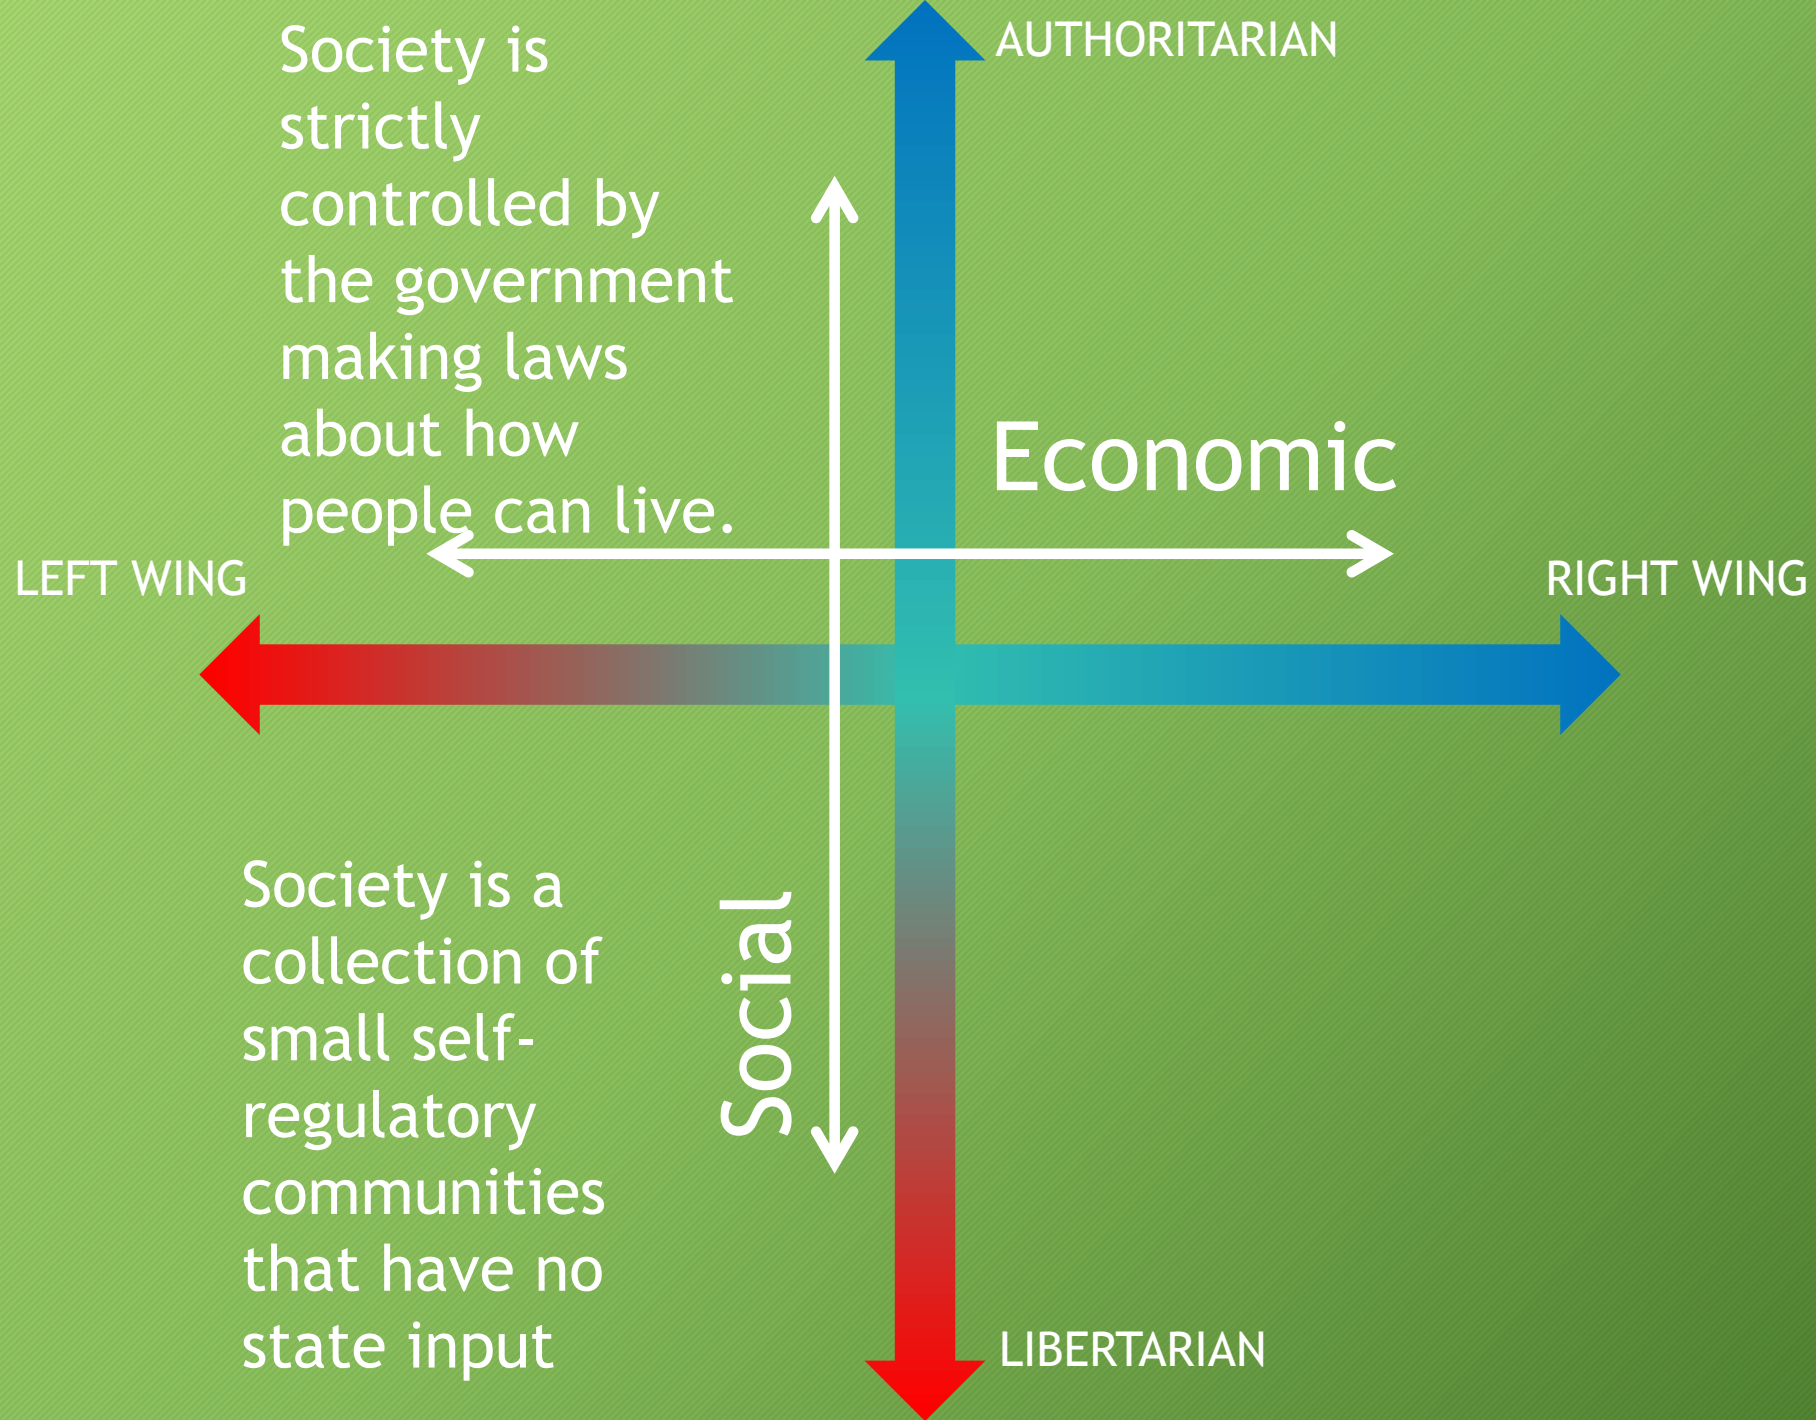 Society is
strictly
controlled by
the government
making laws
about how
people can live.
AUTHORITARIAN
Economic
LEFT WING
RIGHT WING
Society is a
collection of
small self-
regulatory
communities
that have no
state input
Social
LIBERTARIAN